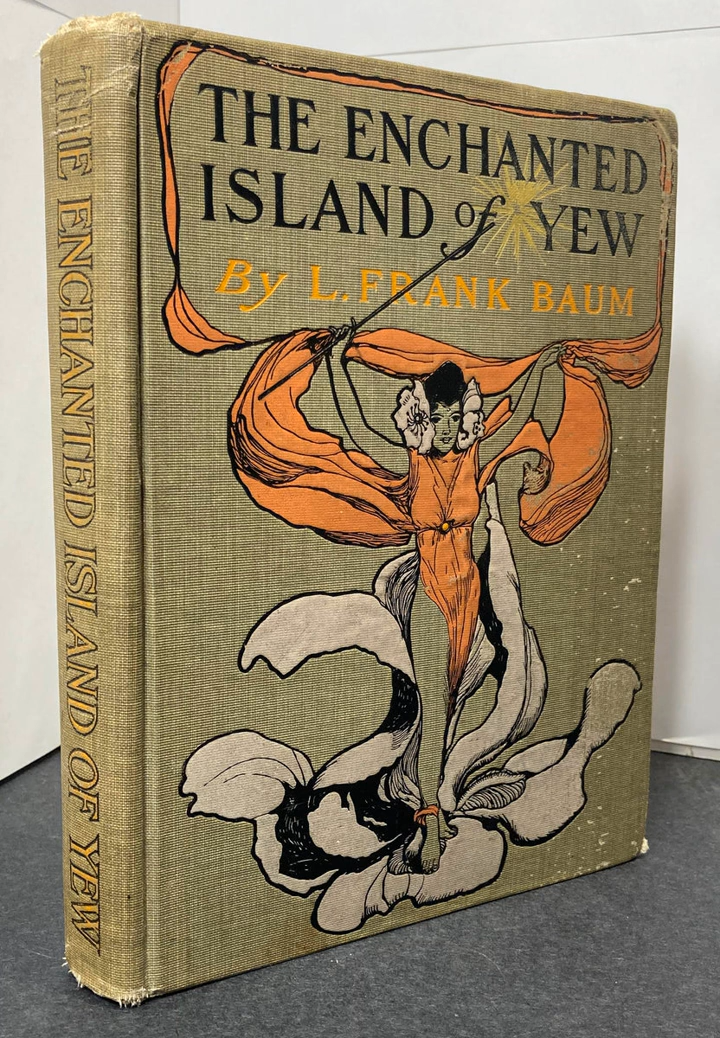 THE ENCHANTED
ISLAND of YEW
By L. FRANK BAUM
THE ENCHANTED ISLAND OF YEW